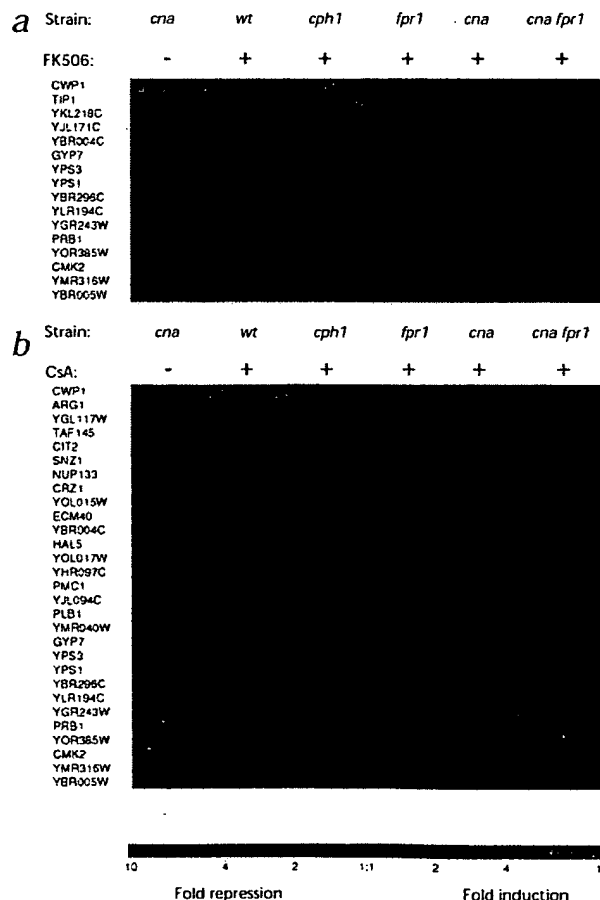 a Strain: cna wt cph1 fpr1 cna cna fpr1
FK506: - + + + + +
CWP1
TIP1
YKL218C
YJL171C
YBR004C
GYP7
YPS3
YPS1
YBR296C
YLR194C
YGR243W
PRB1
YOR385W
CMK2
YMR316W
YBR005W
b Strain: cna wt cph1 fpr1 cna cna fpr1
CsA: - + + + + +
CWP1
ARG1
YGL117W
TAF145
CIT2
SNZ1
NUP133
CRZ1
YOL015W
ECM40
YBR004C
HAL5
YOL017W
YHR097C
PMC1
YJL094C
PLB1
YMR040W
GYP7
YPS3
YPS1
YBR296C
YLR194C
YGR243W
PRB1
YOR385W
CMK2
YMR316W
YBR005W
10 4 2 1:1 2 4
Fold repression Fold induction